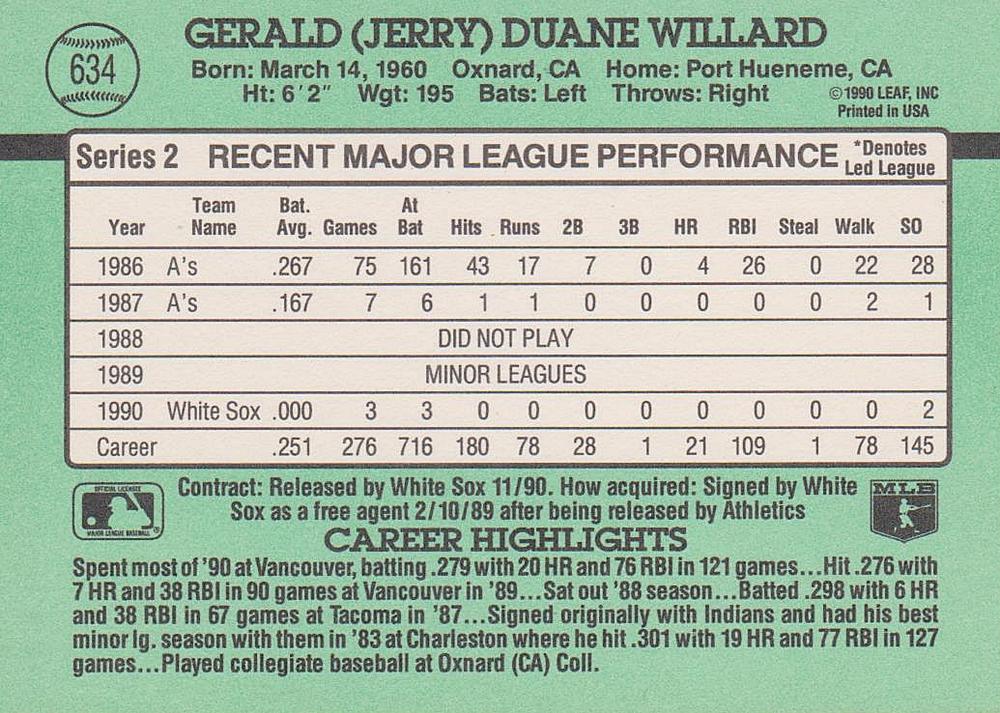 634
GERALD (JERRY) DUANE WILLARD
Born: March 14, 1960 Oxnard, CA Home: Port Hueneme, CA
Ht: 6'2" Wgt: 195 Bats: Left Throws: Right
©1990 LEAF, INC
Printed in USA
Series 2 RECENT MAJOR LEAGUE PERFORMANCE *Denotes Led League
Year Team Name Bat. Avg. Games At Bat Hits Runs 2B 3B HR RBI Steal Walk SO
1986 A's .267 75 161 43 17 7 0 4 26 0 22 28
1987 A's .167 7 6 1 1 0 0 0 0 0 2 1
1988 DID NOT PLAY
1989 MINOR LEAGUES
1990 White Sox .000 3 3 0 0 0 0 0 0 0 0 2
Career .251 276 716 180 78 28 1 21 109 1 78 145
OFFICIAL LICENSEE
MAJOR LEAGUE BASEBALL
Contract: Released by White Sox 11/90. How acquired: Signed by White
Sox as a free agent 2/10/89 after being released by Athletics
MLB
CAREER HIGHLIGHTS
Spent most of '90 at Vancouver, batting .279 with 20 HR and 76 RBI in 121 games...Hit .276 with
7 HR and 38 RBI in 90 games at Vancouver in '89...Sat out '88 season...Batted .298 with 6 HR
and 38 RBI in 67 games at Tacoma in '87...Signed originally with Indians and had his best
minor lg. season with them in '83 at Charleston where he hit .301 with 19 HR and 77 RBI in 127
games...Played collegiate baseball at Oxnard (CA) Coll.